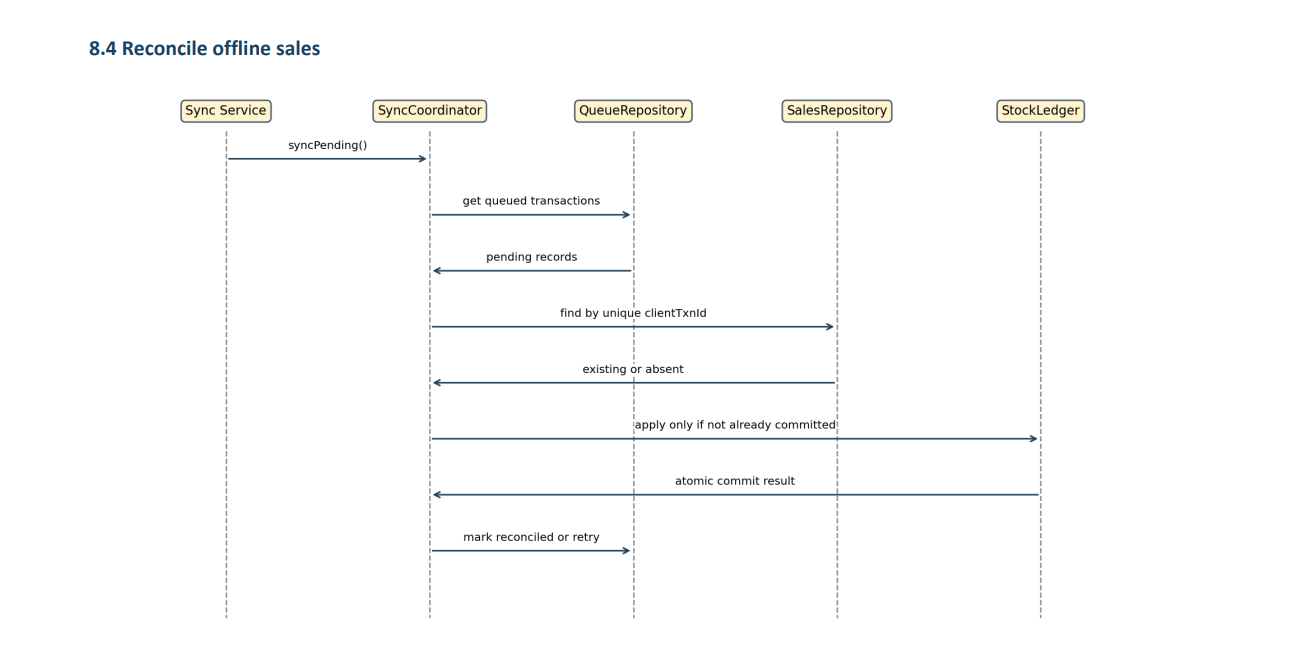 8.4 Reconcile offline sales
Sync Service
SyncCoordinator
QueueRepository
SalesRepository
StockLedger
syncPending()
get queued transactions
pending records
find by unique clientTxnId
existing or absent
apply only if not already committed
atomic commit result
mark reconciled or retry